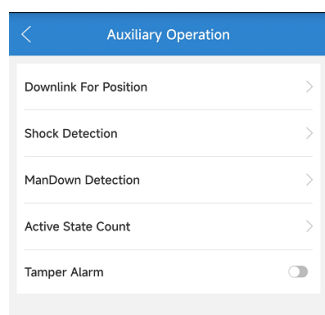 Auxiliary Operation
Downlink For Position
Shock Detection
ManDown Detection
Active State Count
Tamper Alarm